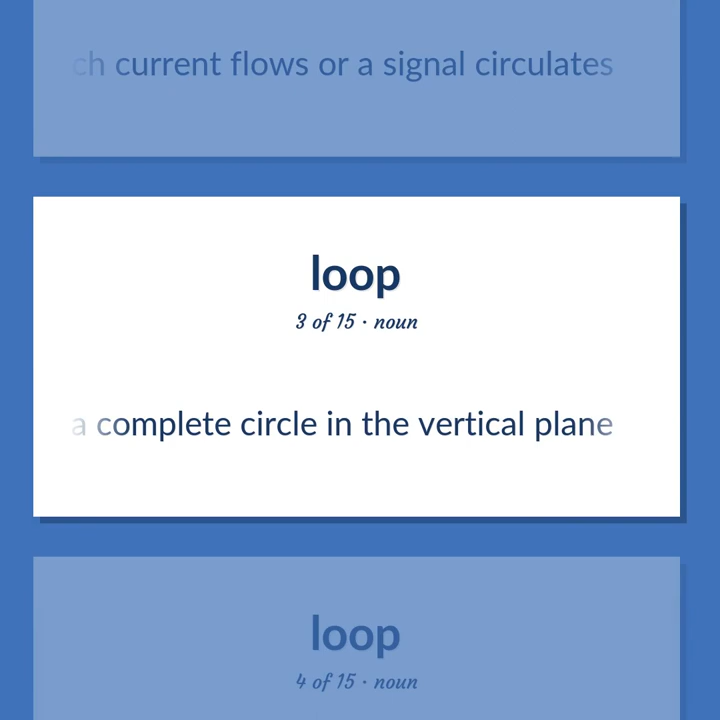 current flows or a signal circulates
loop
3 of 15 · noun
a complete circle in the vertical plane
loop
4 of 15 · noun